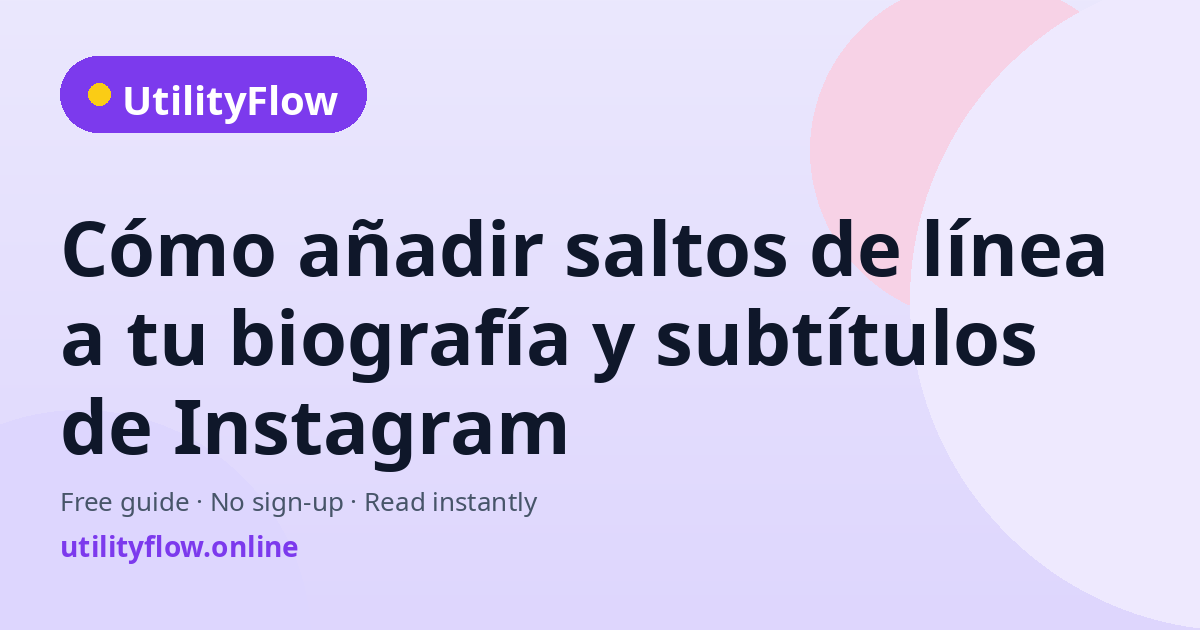 UtilityFlow
Cómo añadir saltos de línea
a tu biografía y subtítulos
de Instagram
Free guide · No sign-up · Read instantly
utilityflow.online